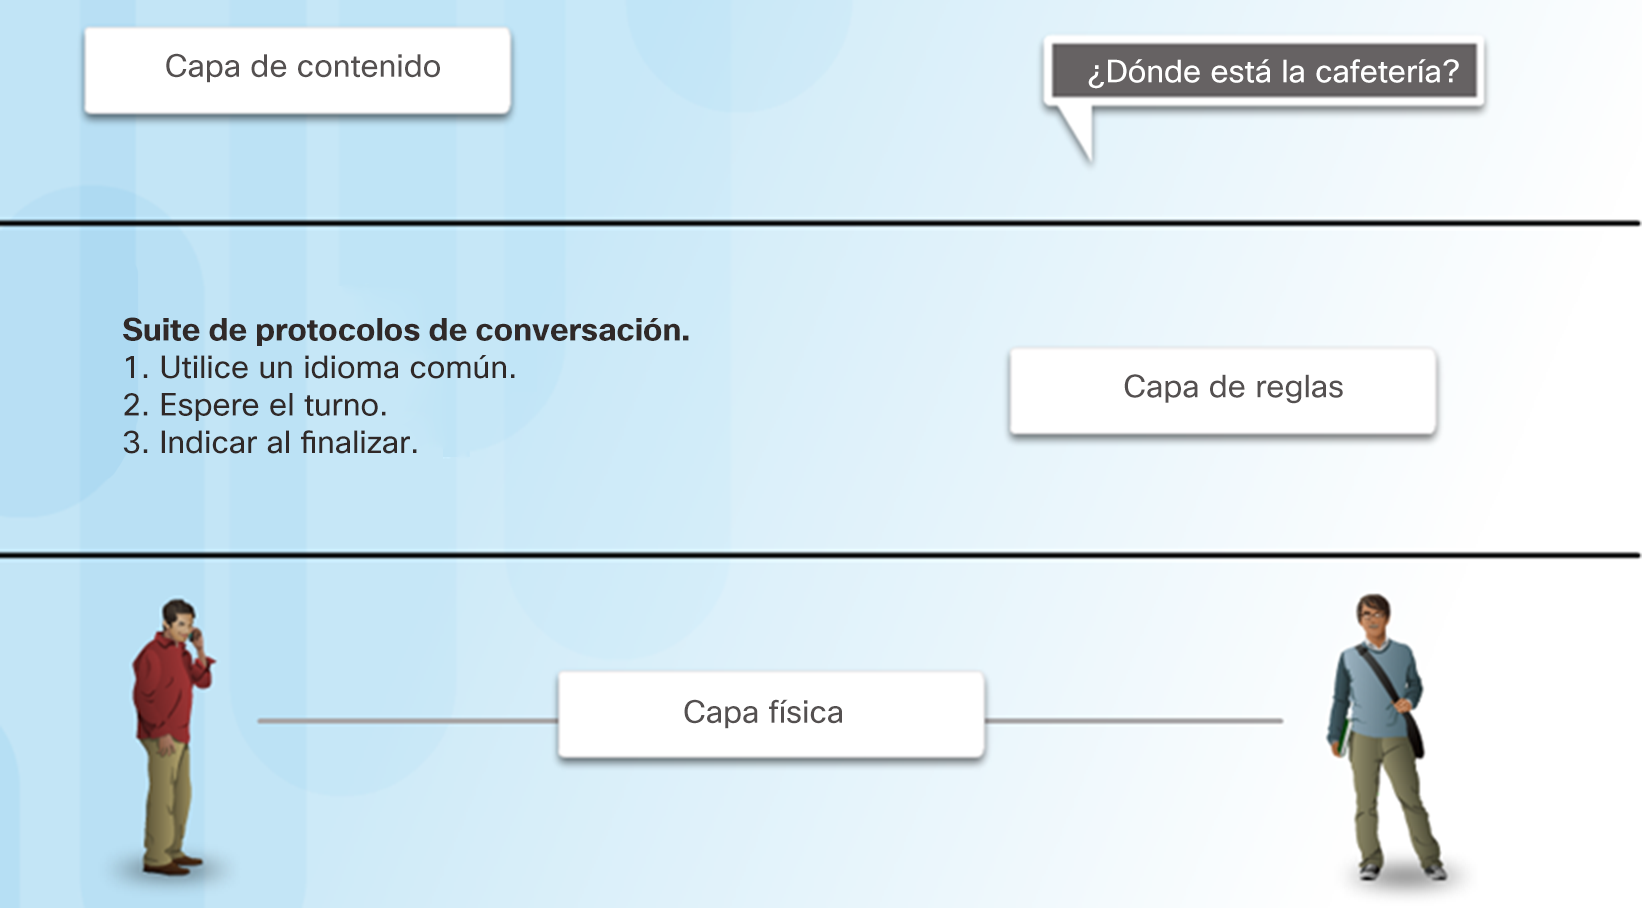 Capa de contenido
¿Dónde está la cafetería?
Suite de protocolos de conversación.
1. Utilice un idioma común.
2. Espere el turno.
3. Indicar al finalizar.
Capa de reglas
Capa física